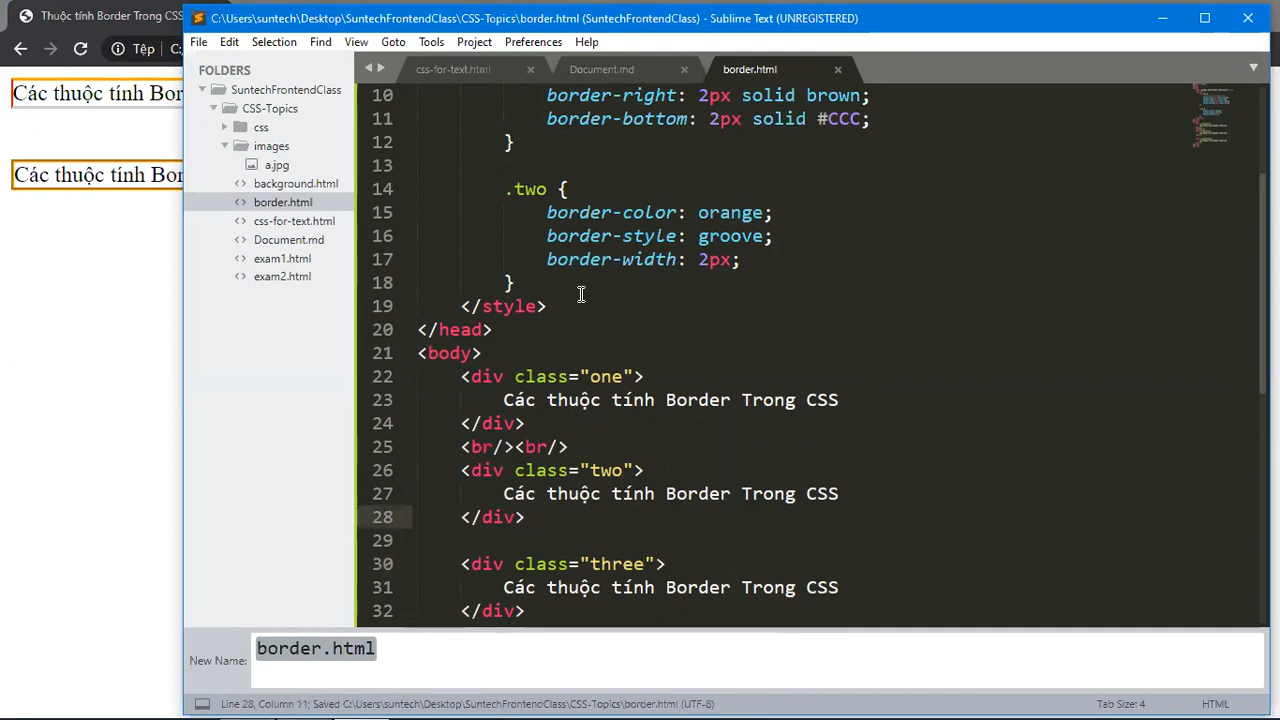 Thuộc tính Border Trong CSS
Tệp
C:
Các thuộc tính Bor
Các thuộc tính Bor
C:\Users\suntech\Desktop\SuntechFrontendClass\CSS-Topics\border.html (SuntechFrontendClass) - Sublime Text (UNREGISTERED)
File Edit Selection Find View Goto Tools Project Preferences Help
FOLDERS
SuntechFrontendClass
CSS-Topics
css
images
a.jpg
background.html
border.html
css-for-text.html
Document.md
exam1.html
exam2.html
css-for-text.html Document.md border.html
10 border-right: 2px solid brown;
11 border-bottom: 2px solid #CCC;
12 }
13
14 .two {
15 border-color: orange;
16 border-style: groove;
17 border-width: 2px;
18 }
19 </style>
20 </head>
21 <body>
22 <div class="one">
23 Các thuộc tính Border Trong CSS
24 </div>
25 <br/><br/>
26 <div class="two">
27 Các thuộc tính Border Trong CSS
28 </div>
29
30 <div class="three">
31 Các thuộc tính Border Trong CSS
32 </div>
New Name: border.html
Line 28, Column 11; Saved C:\Users\suntech\Desktop\SuntechFrontendClass\CSS-Topics\border.html (UTF-8) Tab Size: 4 HTML